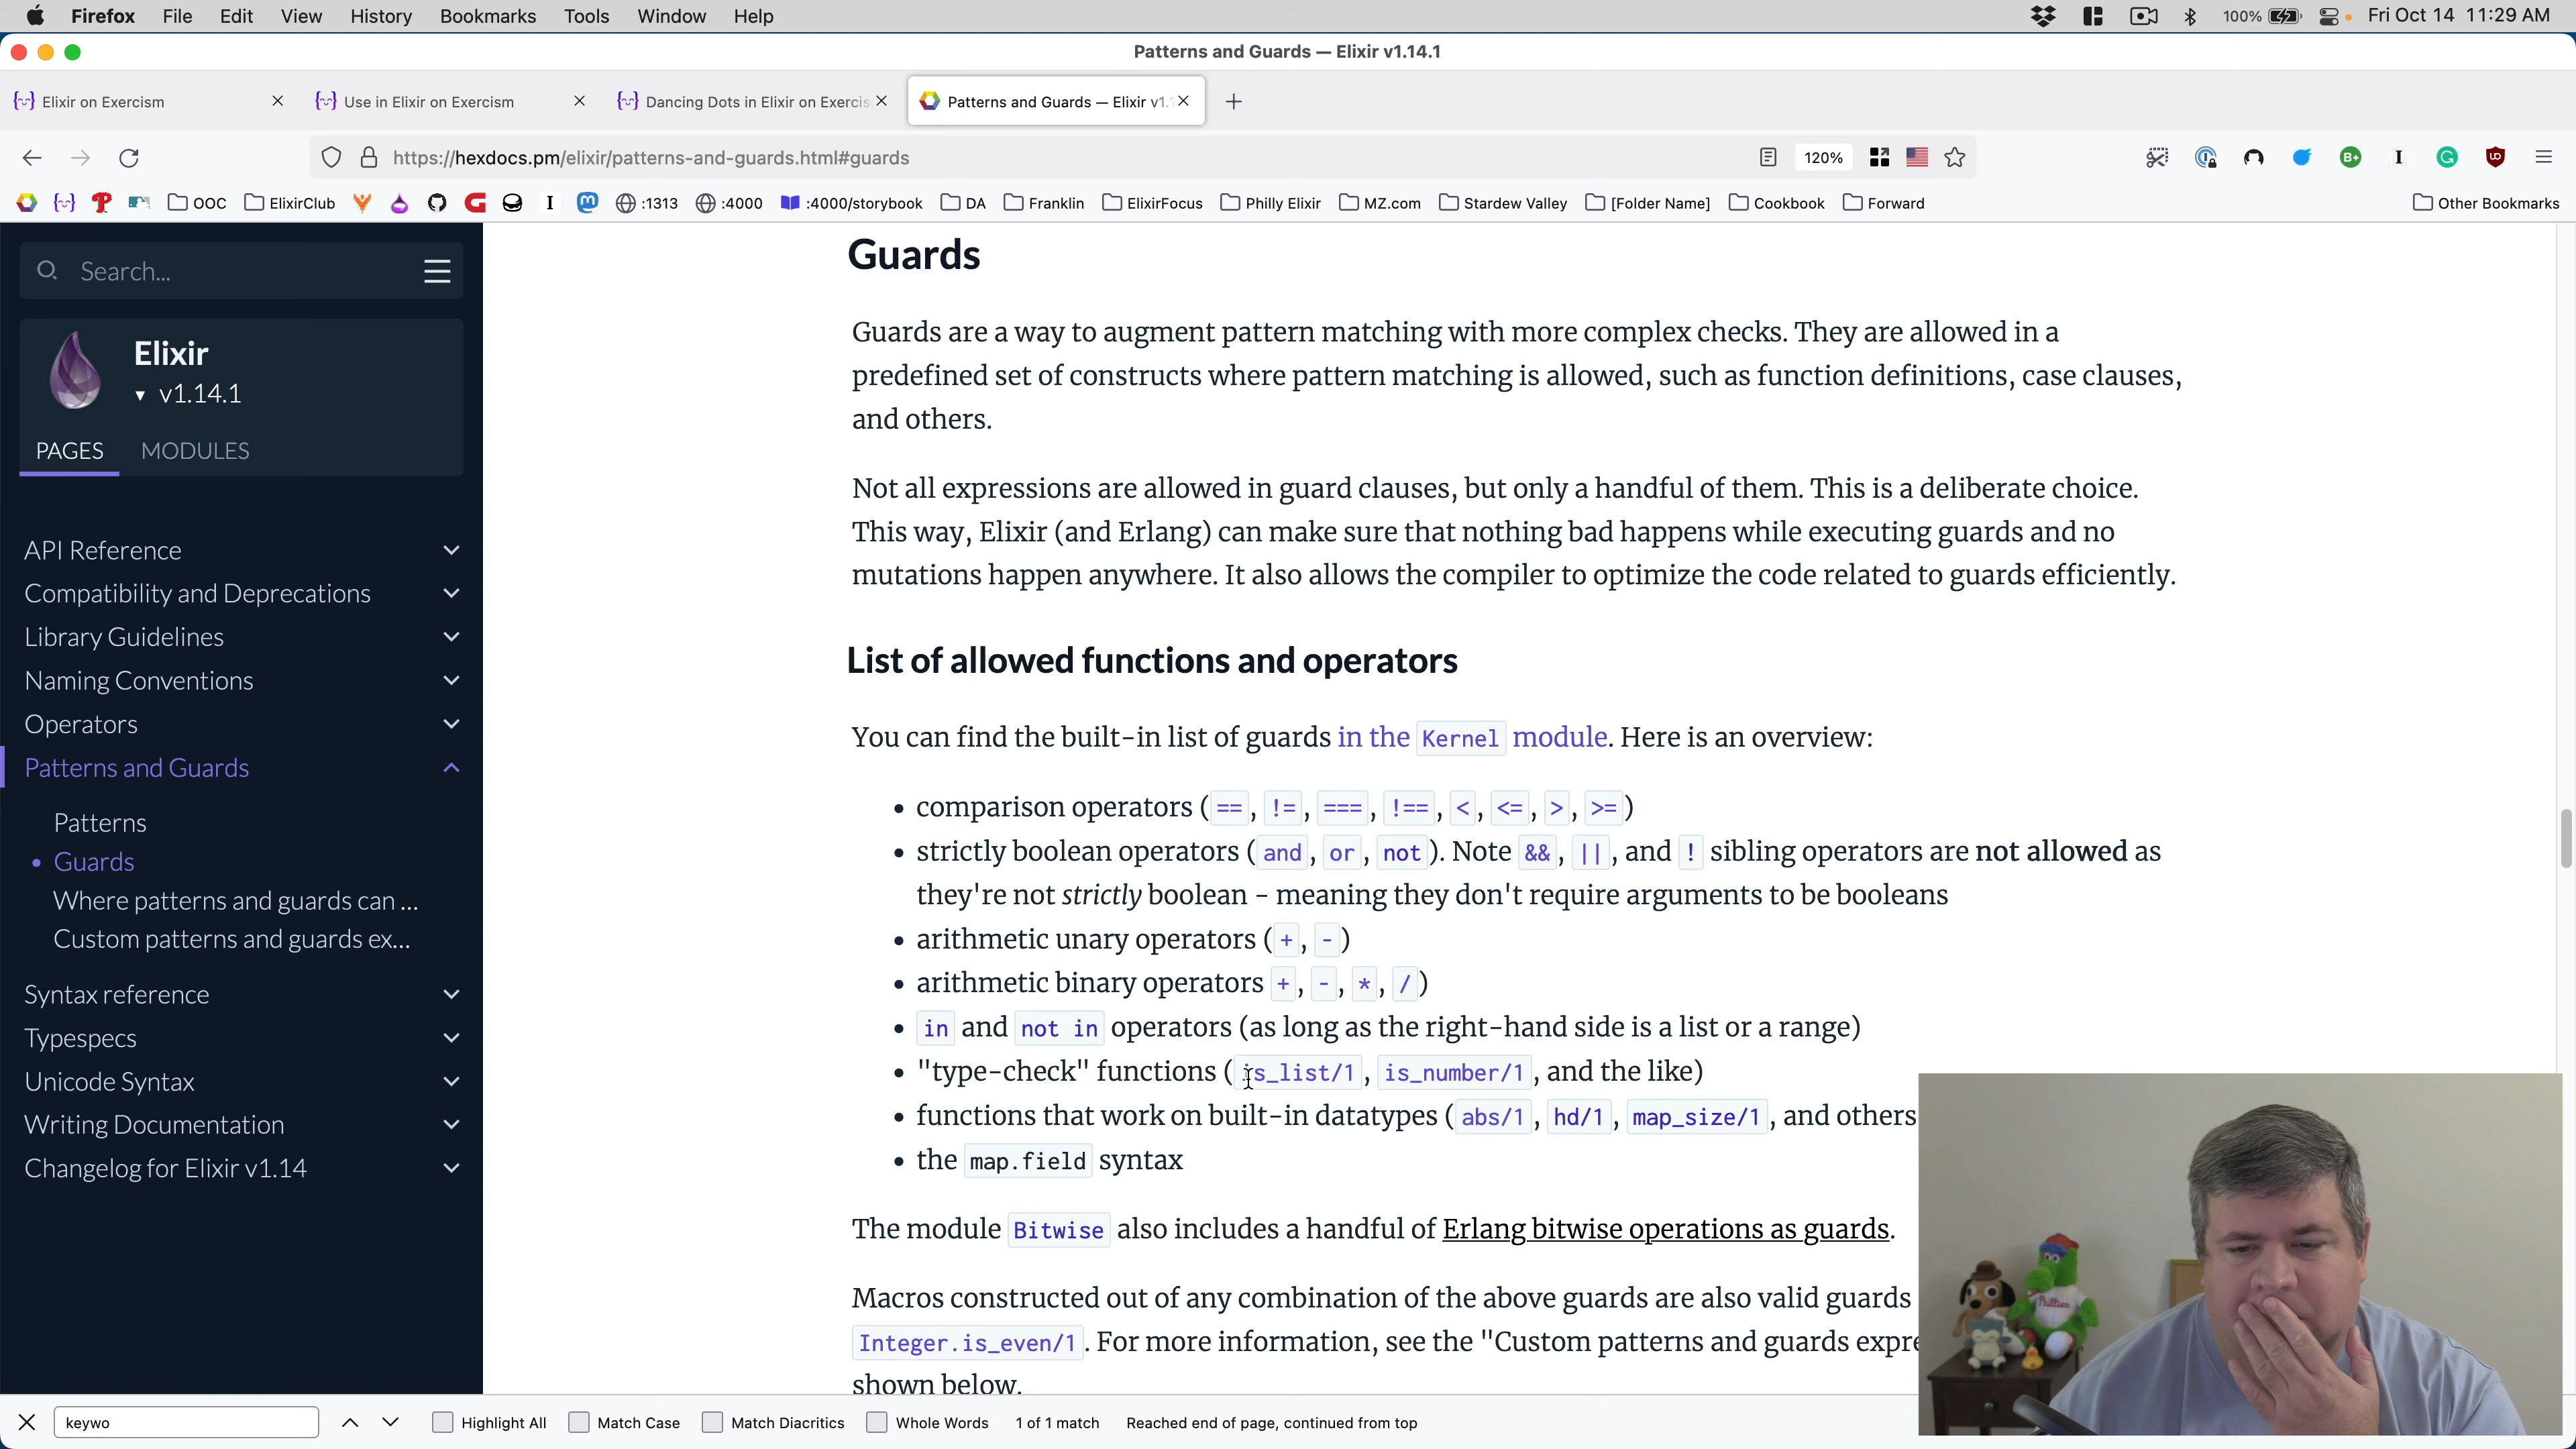 Firefox File Edit View History Bookmarks Tools Window Help 100% Fri Oct 14 11:29 AM
Patterns and Guards — Elixir v1.14.1
Elixir on Exercism Use in Elixir on Exercism Dancing Dots in Elixir on Exercis Patterns and Guards — Elixir v1.1
https://hexdocs.pm/elixir/patterns-and-guards.html#guards 120%
OOC ElixirClub :1313 :4000 :4000/storybook DA Franklin ElixirFocus Philly Elixir MZ.com Stardew Valley [Folder Name] Cookbook Forward Other Bookmarks
Search...
Elixir
v1.14.1
PAGES MODULES
API Reference
Compatibility and Deprecations
Library Guidelines
Naming Conventions
Operators
Patterns and Guards
Patterns
Guards
Where patterns and guards can ...
Custom patterns and guards ex...
Syntax reference
Typespecs
Unicode Syntax
Writing Documentation
Changelog for Elixir v1.14
Guards
Guards are a way to augment pattern matching with more complex checks. They are allowed in a
predefined set of constructs where pattern matching is allowed, such as function definitions, case clauses,
and others.
Not all expressions are allowed in guard clauses, but only a handful of them. This is a deliberate choice.
This way, Elixir (and Erlang) can make sure that nothing bad happens while executing guards and no
mutations happen anywhere. It also allows the compiler to optimize the code related to guards efficiently.
List of allowed functions and operators
You can find the built-in list of guards in the Kernel module. Here is an overview:
• comparison operators (==, !=, ===, !==, <, <=, >, >=)
• strictly boolean operators (and, or, not). Note &&, ||, and ! sibling operators are not allowed as
they're not strictly boolean - meaning they don't require arguments to be booleans
• arithmetic unary operators (+, -)
• arithmetic binary operators +, -, *, /)
• in and not in operators (as long as the right-hand side is a list or a range)
• "type-check" functions (is_list/1, is_number/1, and the like)
• functions that work on built-in datatypes (abs/1, hd/1, map_size/1, and others
• the map.field syntax
The module Bitwise also includes a handful of Erlang bitwise operations as guards.
Macros constructed out of any combination of the above guards are also valid guards
Integer.is_even/1. For more information, see the "Custom patterns and guards expre
shown below.
Phillies
keywo Highlight All Match Case Match Diacritics Whole Words 1 of 1 match Reached end of page, continued from top